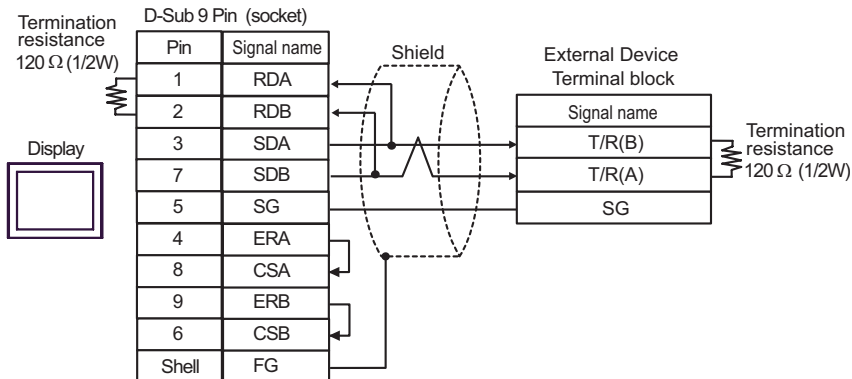 D-Sub 9 Pin (socket)
Termination
resistance
120 Ω (1/2W)
Pin Signal name
1 RDA
2 RDB
3 SDA
7 SDB
5 SG
4 ERA
8 CSA
9 ERB
6 CSB
Shell FG
Display
Shield
External Device
Terminal block
Signal name
T/R(B)
T/R(A)
SG
Termination
resistance
120 Ω (1/2W)